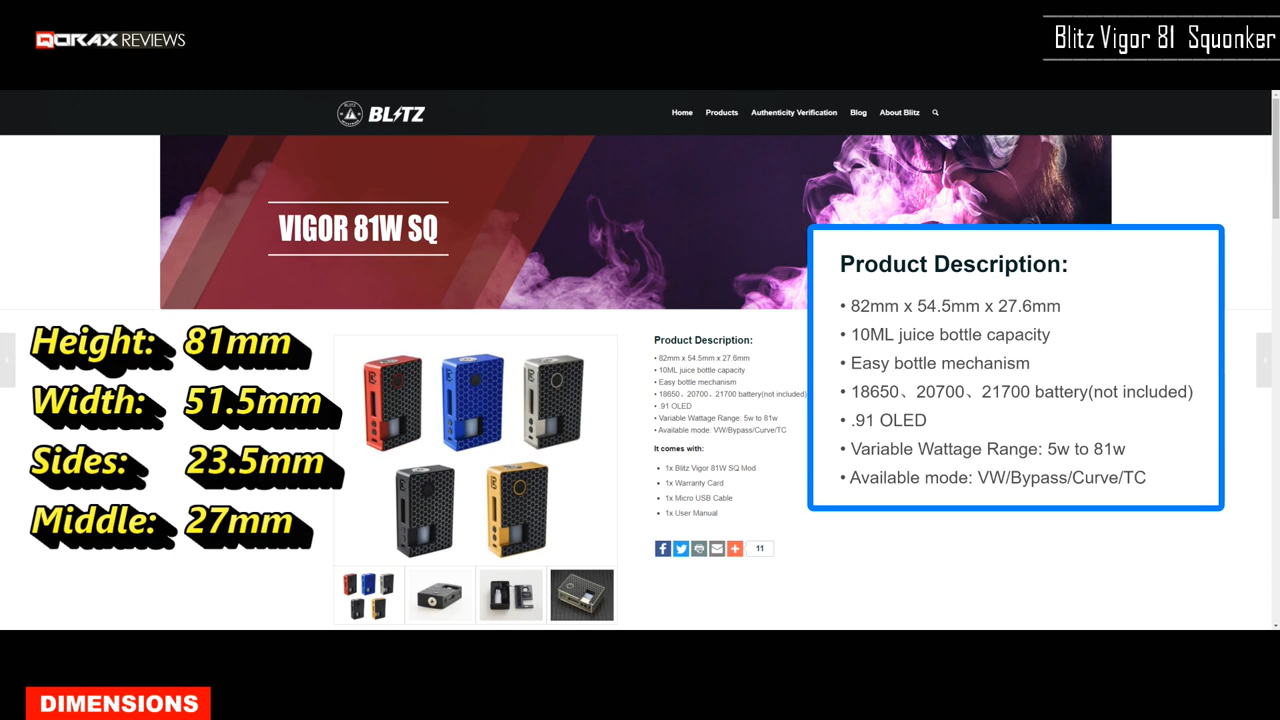 QORAX REVIEWS
Blitz Vigor 81 Squonker
BLITZ
Home Products Authenticity Verification Blog About Blitz
VIGOR 81W SQ
Height: 81mm
Width: 51.5mm
Sides: 23.5mm
Middle: 27mm
Product Description:
• 82mm x 54.5mm x 27.6mm
• 10ML juice bottle capacity
• Easy bottle mechanism
• 18650、20700、21700 battery(not included)
• .91 OLED
• Variable Wattage Range: 5w to 81w
• Available mode: VW/Bypass/Curve/TC
It comes with:
• 1x Blitz Vigor 81W SQ Mod
• 1x Warranty Card
• 1x Micro USB Cable
• 1x User Manual
11
Product Description:
• 82mm x 54.5mm x 27.6mm
• 10ML juice bottle capacity
• Easy bottle mechanism
• 18650、20700、21700 battery(not included)
• .91 OLED
• Variable Wattage Range: 5w to 81w
• Available mode: VW/Bypass/Curve/TC
DIMENSIONS